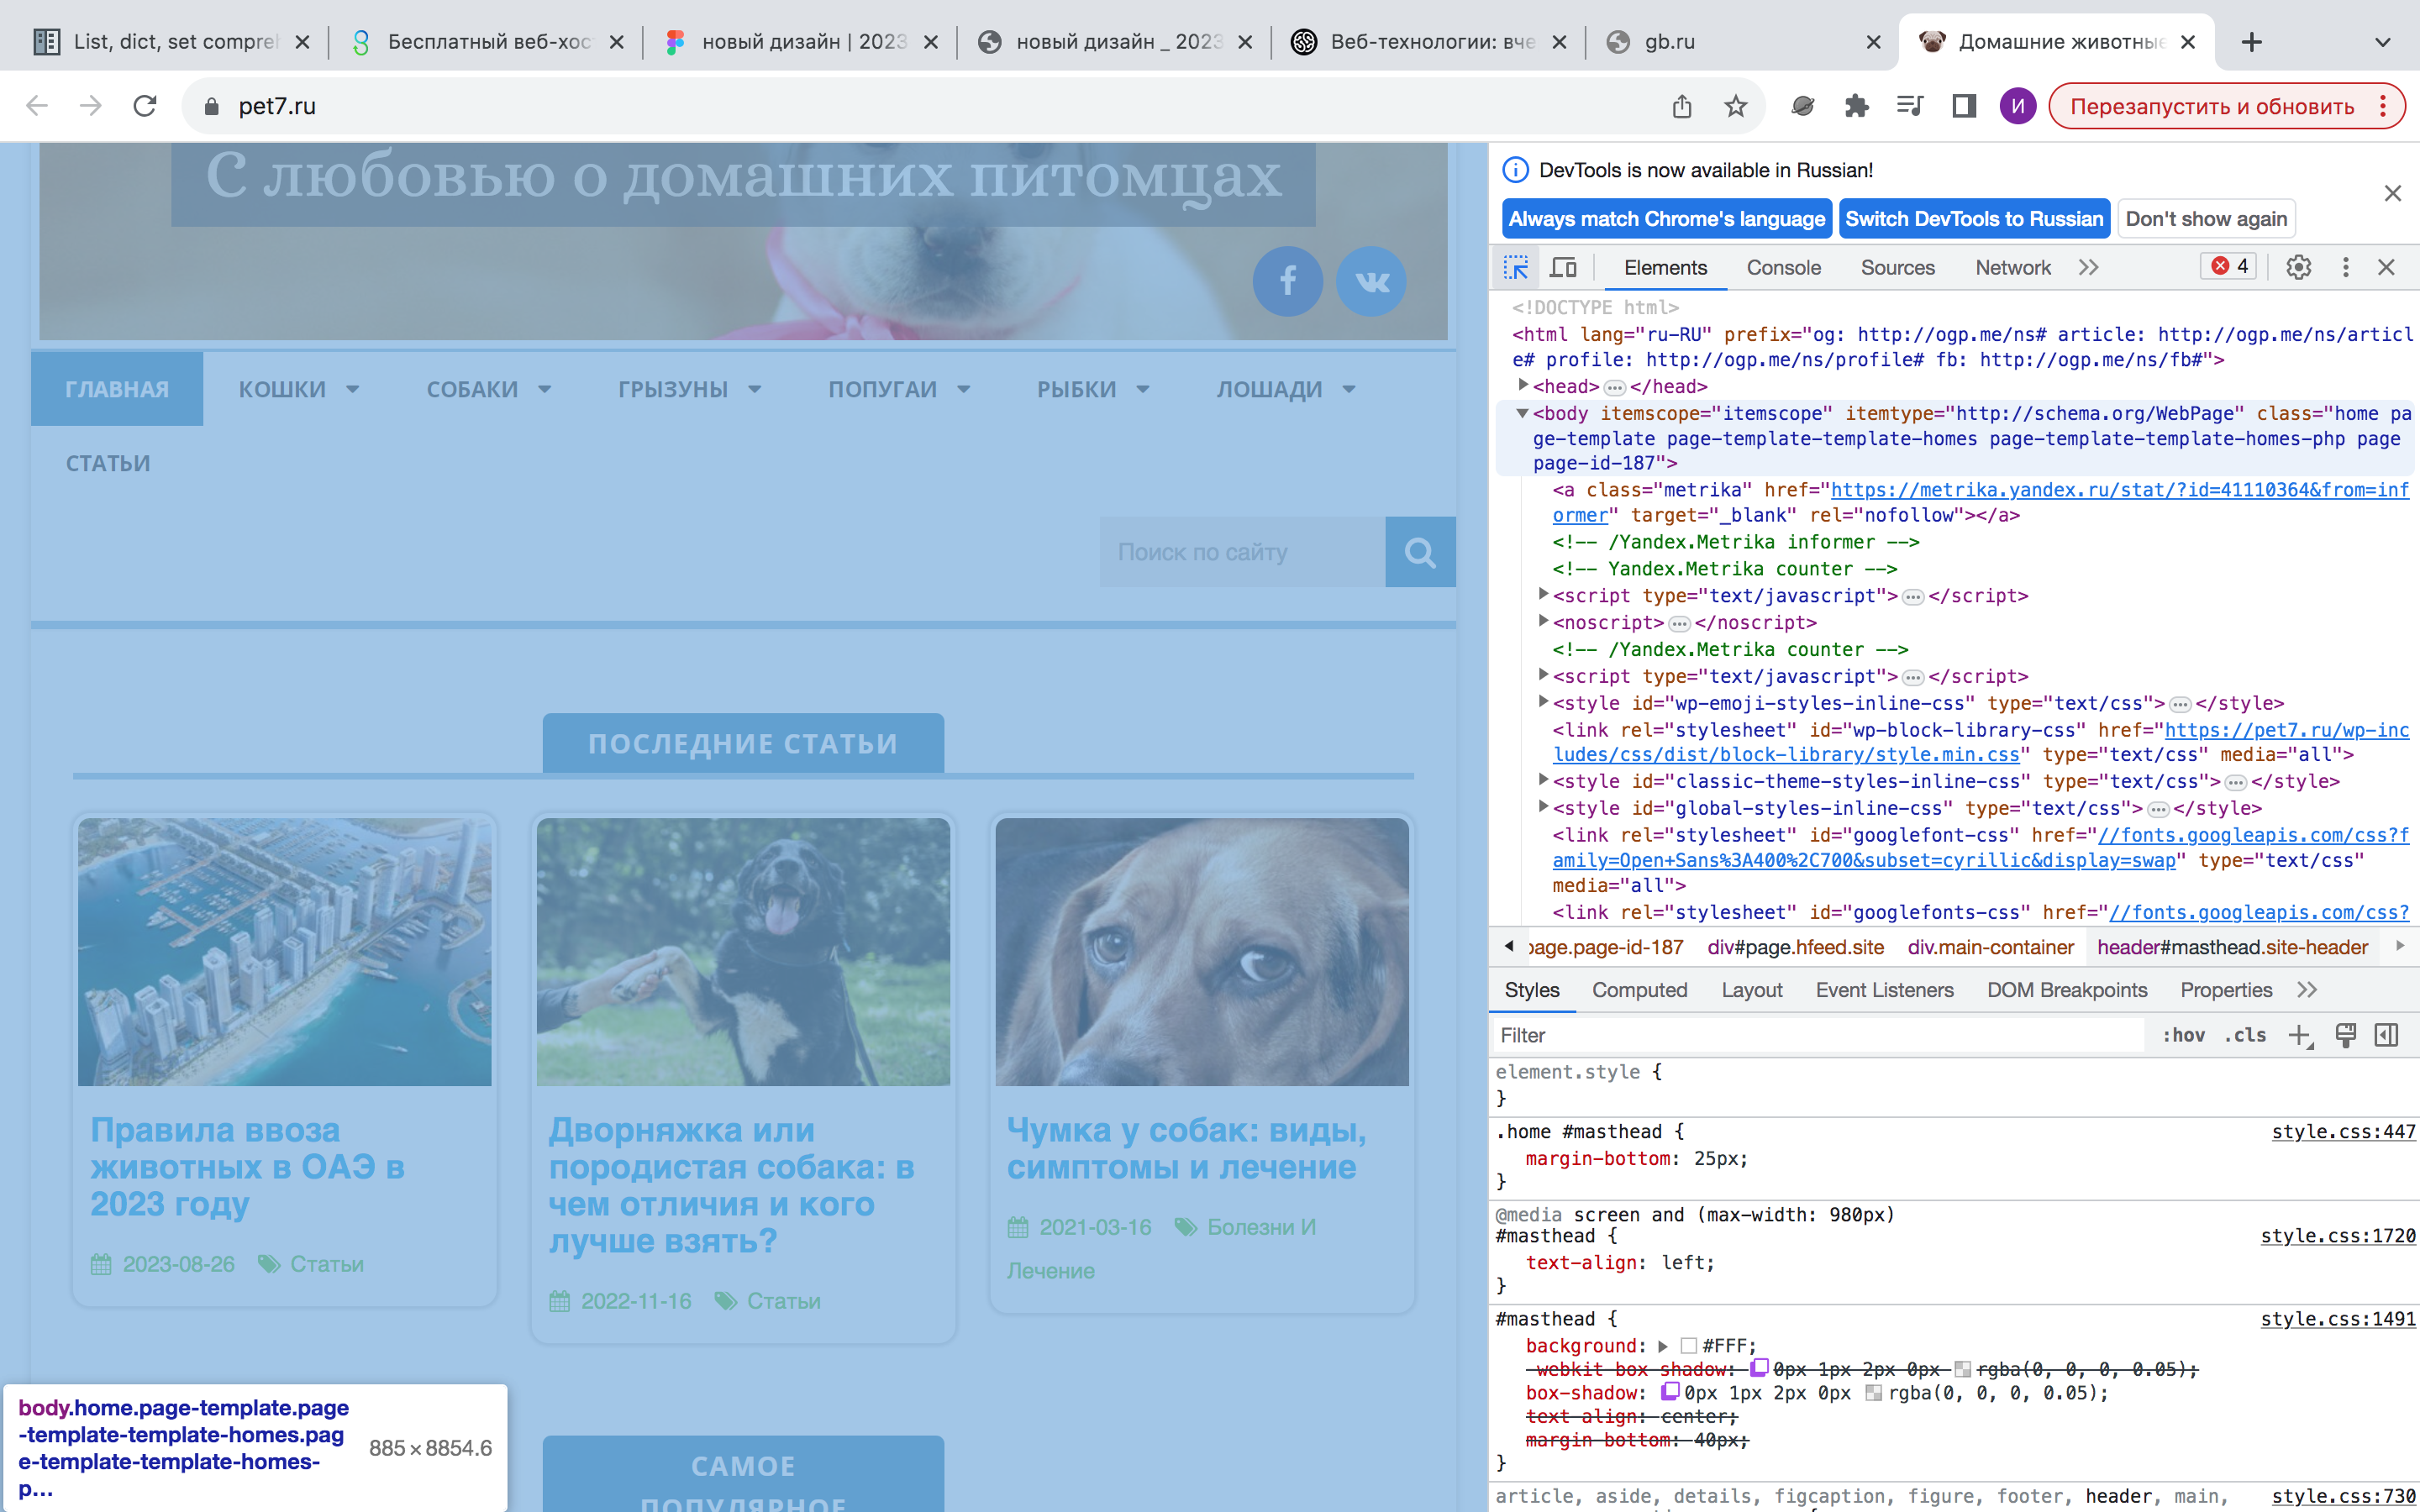 List, dict, set compreh
Бесплатный веб-хос
новый дизайн | 2023
новый дизайн _ 2023
Веб-технологии: вче
gb.ru
Домашние животные
pet7.ru
И
Перезапустить и обновить
С любовью о домашних питомцах
ГЛАВНАЯ
КОШКИ
СОБАКИ
ГРЫЗУНЫ
ПОПУГАИ
РЫБКИ
ЛОШАДИ
СТАТЬИ
Поиск по сайту
ПОСЛЕДНИЕ СТАТЬИ
Правила ввоза
животных в ОАЭ в
2023 году
2023-08-26 Статьи
Дворняжка или
породистая собака: в
чем отличия и кого
лучше взять?
2022-11-16 Статьи
Чумка у собак: виды,
симптомы и лечение
2021-03-16 Болезни И
Лечение
САМОЕ
ПОПУЛЯРНОЕ
body.home.page-template.page
-template-template-homes.pag
e-template-template-homes-
p...
885 × 8854.6
DevTools is now available in Russian!
Always match Chrome's language
Switch DevTools to Russian
Don't show again
Elements
Console
Sources
Network
4
<!DOCTYPE html>
<html lang="ru-RU" prefix="og: http://ogp.me/ns# article: http://ogp.me/ns/articl
e# profile: http://ogp.me/ns/profile# fb: http://ogp.me/ns/fb#">
<head>…</head>
<body itemscope="itemscope" itemtype="http://schema.org/WebPage" class="home pa
ge-template page-template-template-homes page-template-template-homes-php page
page-id-187">
<a class="metrika" href="https://metrika.yandex.ru/stat/?id=41110364&from=inf
ormer" target="_blank" rel="nofollow"></a>
<!-- /Yandex.Metrika informer -->
<!-- Yandex.Metrika counter -->
<script type="text/javascript">…</script>
<noscript>…</noscript>
<!-- /Yandex.Metrika counter -->
<script type="text/javascript">…</script>
<style id="wp-emoji-styles-inline-css" type="text/css">…</style>
<link rel="stylesheet" id="wp-block-library-css" href="https://pet7.ru/wp-inc
ludes/css/dist/block-library/style.min.css" type="text/css" media="all">
<style id="classic-theme-styles-inline-css" type="text/css">…</style>
<style id="global-styles-inline-css" type="text/css">…</style>
<link rel="stylesheet" id="googlefont-css" href="//fonts.googleapis.com/css?f
amily=Open+Sans%3A400%2C700&subset=cyrillic&display=swap" type="text/css"
media="all">
<link rel="stylesheet" id="googlefonts-css" href="//fonts.googleapis.com/css?
page.page-id-187 div#page.hfeed.site div.main-container header#masthead.site-header
Styles
Computed
Layout
Event Listeners
DOM Breakpoints
Properties
Filter
:hov
.cls
element.style {
}
.home #masthead {
style.css:447
margin-bottom: 25px;
}
@media screen and (max-width: 980px)
#masthead {
style.css:1720
text-align: left;
}
#masthead {
style.css:1491
background: #FFF;
-webkit-box-shadow: 0px 1px 2px 0px rgba(0, 0, 0, 0.05);
box-shadow: 0px 1px 2px 0px rgba(0, 0, 0, 0.05);
text-align: center;
margin-bottom: 40px;
}
article, aside, details, figcaption, figure, footer, header, main,
style.css:730